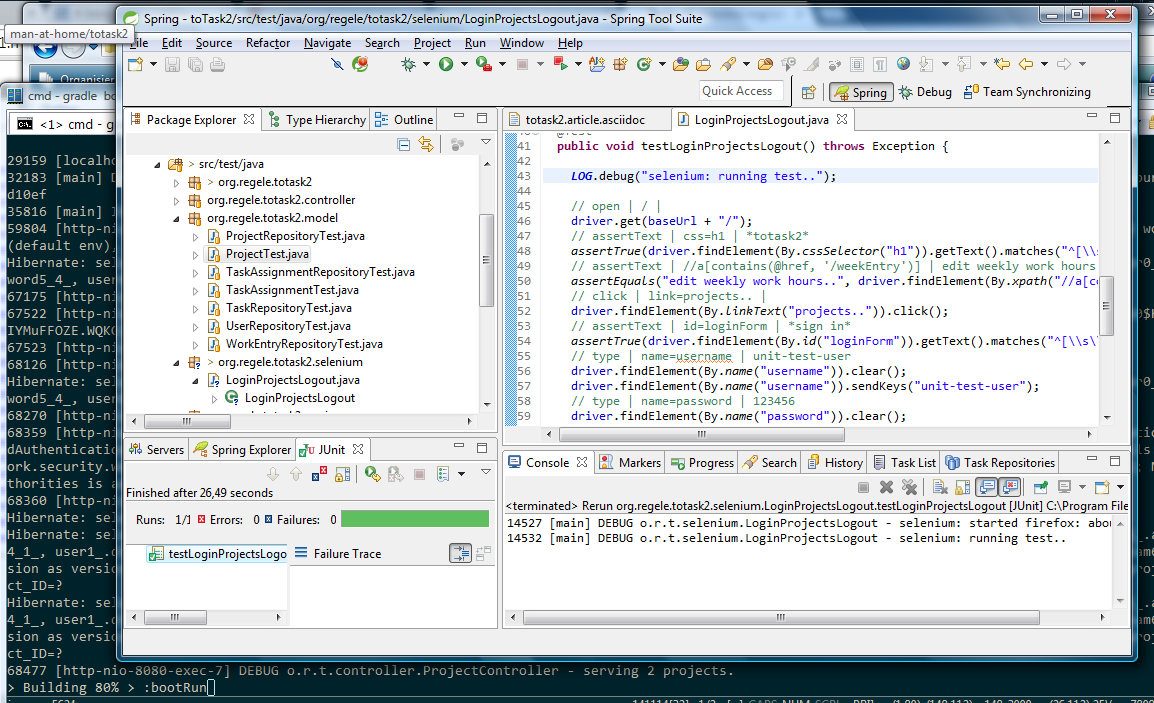 man-at-home/totask2
Spring - toTask2/src/test/java/org/regele/totask2/selenium/LoginProjectsLogout.java - Spring Tool Suite
File Edit Source Refactor Navigate Search Project Run Window Help
Organisier
Quick Access
Spring Debug Team Synchronizing
cmd - gradle
<1> cmd - g
Package Explorer Type Hierarchy Outline
> src/test/java
> org.regele.totask2
org.regele.totask2.controller
org.regele.totask2.model
ProjectRepositoryTest.java
ProjectTest.java
TaskAssignmentRepositoryTest.java
TaskAssignmentTest.java
TaskRepositoryTest.java
UserRepositoryTest.java
WorkEntryRepositoryTest.java
> org.regele.totask2.selenium
LoginProjectsLogout.java
LoginProjectsLogout
totask2.article.asciidoc LoginProjectsLogout.java
41 public void testLoginProjectsLogout() throws Exception {
42
43 LOG.debug("selenium: running test..");
44
45 // open | / |
46 driver.get(baseUrl + "/");
47 // assertText | css=h1 | *totask2*
48 assertTrue(driver.findElement(By.cssSelector("h1")).getText().matches("^[\\s
49 // assertText | //a[contains(@href, '/weekEntry')] | edit weekly work hours
50 assertEquals("edit weekly work hours..", driver.findElement(By.xpath("//a[co
51 // click | link=projects.. |
52 driver.findElement(By.linkText("projects..")).click();
53 // assertText | id=loginForm | *sign in*
54 assertTrue(driver.findElement(By.id("loginForm")).getText().matches("^[\\s\\
55 // type | name=username | unit-test-user
56 driver.findElement(By.name("username")).clear();
57 driver.findElement(By.name("username")).sendKeys("unit-test-user");
58 // type | name=password | 123456
59 driver.findElement(By.name("password")).clear();
Servers Spring Explorer JUnit
Finished after 26,49 seconds
Runs: 1/1 Errors: 0 Failures: 0
testLoginProjectsLogo
Failure Trace
Console Markers Progress Search History Task List Task Repositories
<terminated> Rerun org.regele.totask2.selenium.LoginProjectsLogout.testLoginProjectsLogout [JUnit] C:\Program File
14527 [main] DEBUG o.r.t.selenium.LoginProjectsLogout - selenium: started firefox: abou
14532 [main] DEBUG o.r.t.selenium.LoginProjectsLogout - selenium: running test..
29159 [localho
32183 [main] D
d10ef
35816 [main] I
59804 [http-ni
(default env),
Hibernate: sel
word5_4_, user
67175 [http-ni
67522 [http-ni
IYMuFFOZE.WQKG
67523 [http-ni
68126 [http-ni
Hibernate: sel
word5_4_, user
68270 [http-ni
68359 [http-ni
dAuthenticatio
ork.security.w
thorities is a
68360 [http-ni
Hibernate: sel
Hibernate: sel
4_1_, user1_.d
sion as versio
ct_ID=?
Hibernate: sel
4_1_, user1_.d
sion as versio
ct_ID=?
68477 [http-nio-8080-exec-7] DEBUG o.r.t.controller.ProjectController - serving 2 projects.
> Building 80% > :bootRun